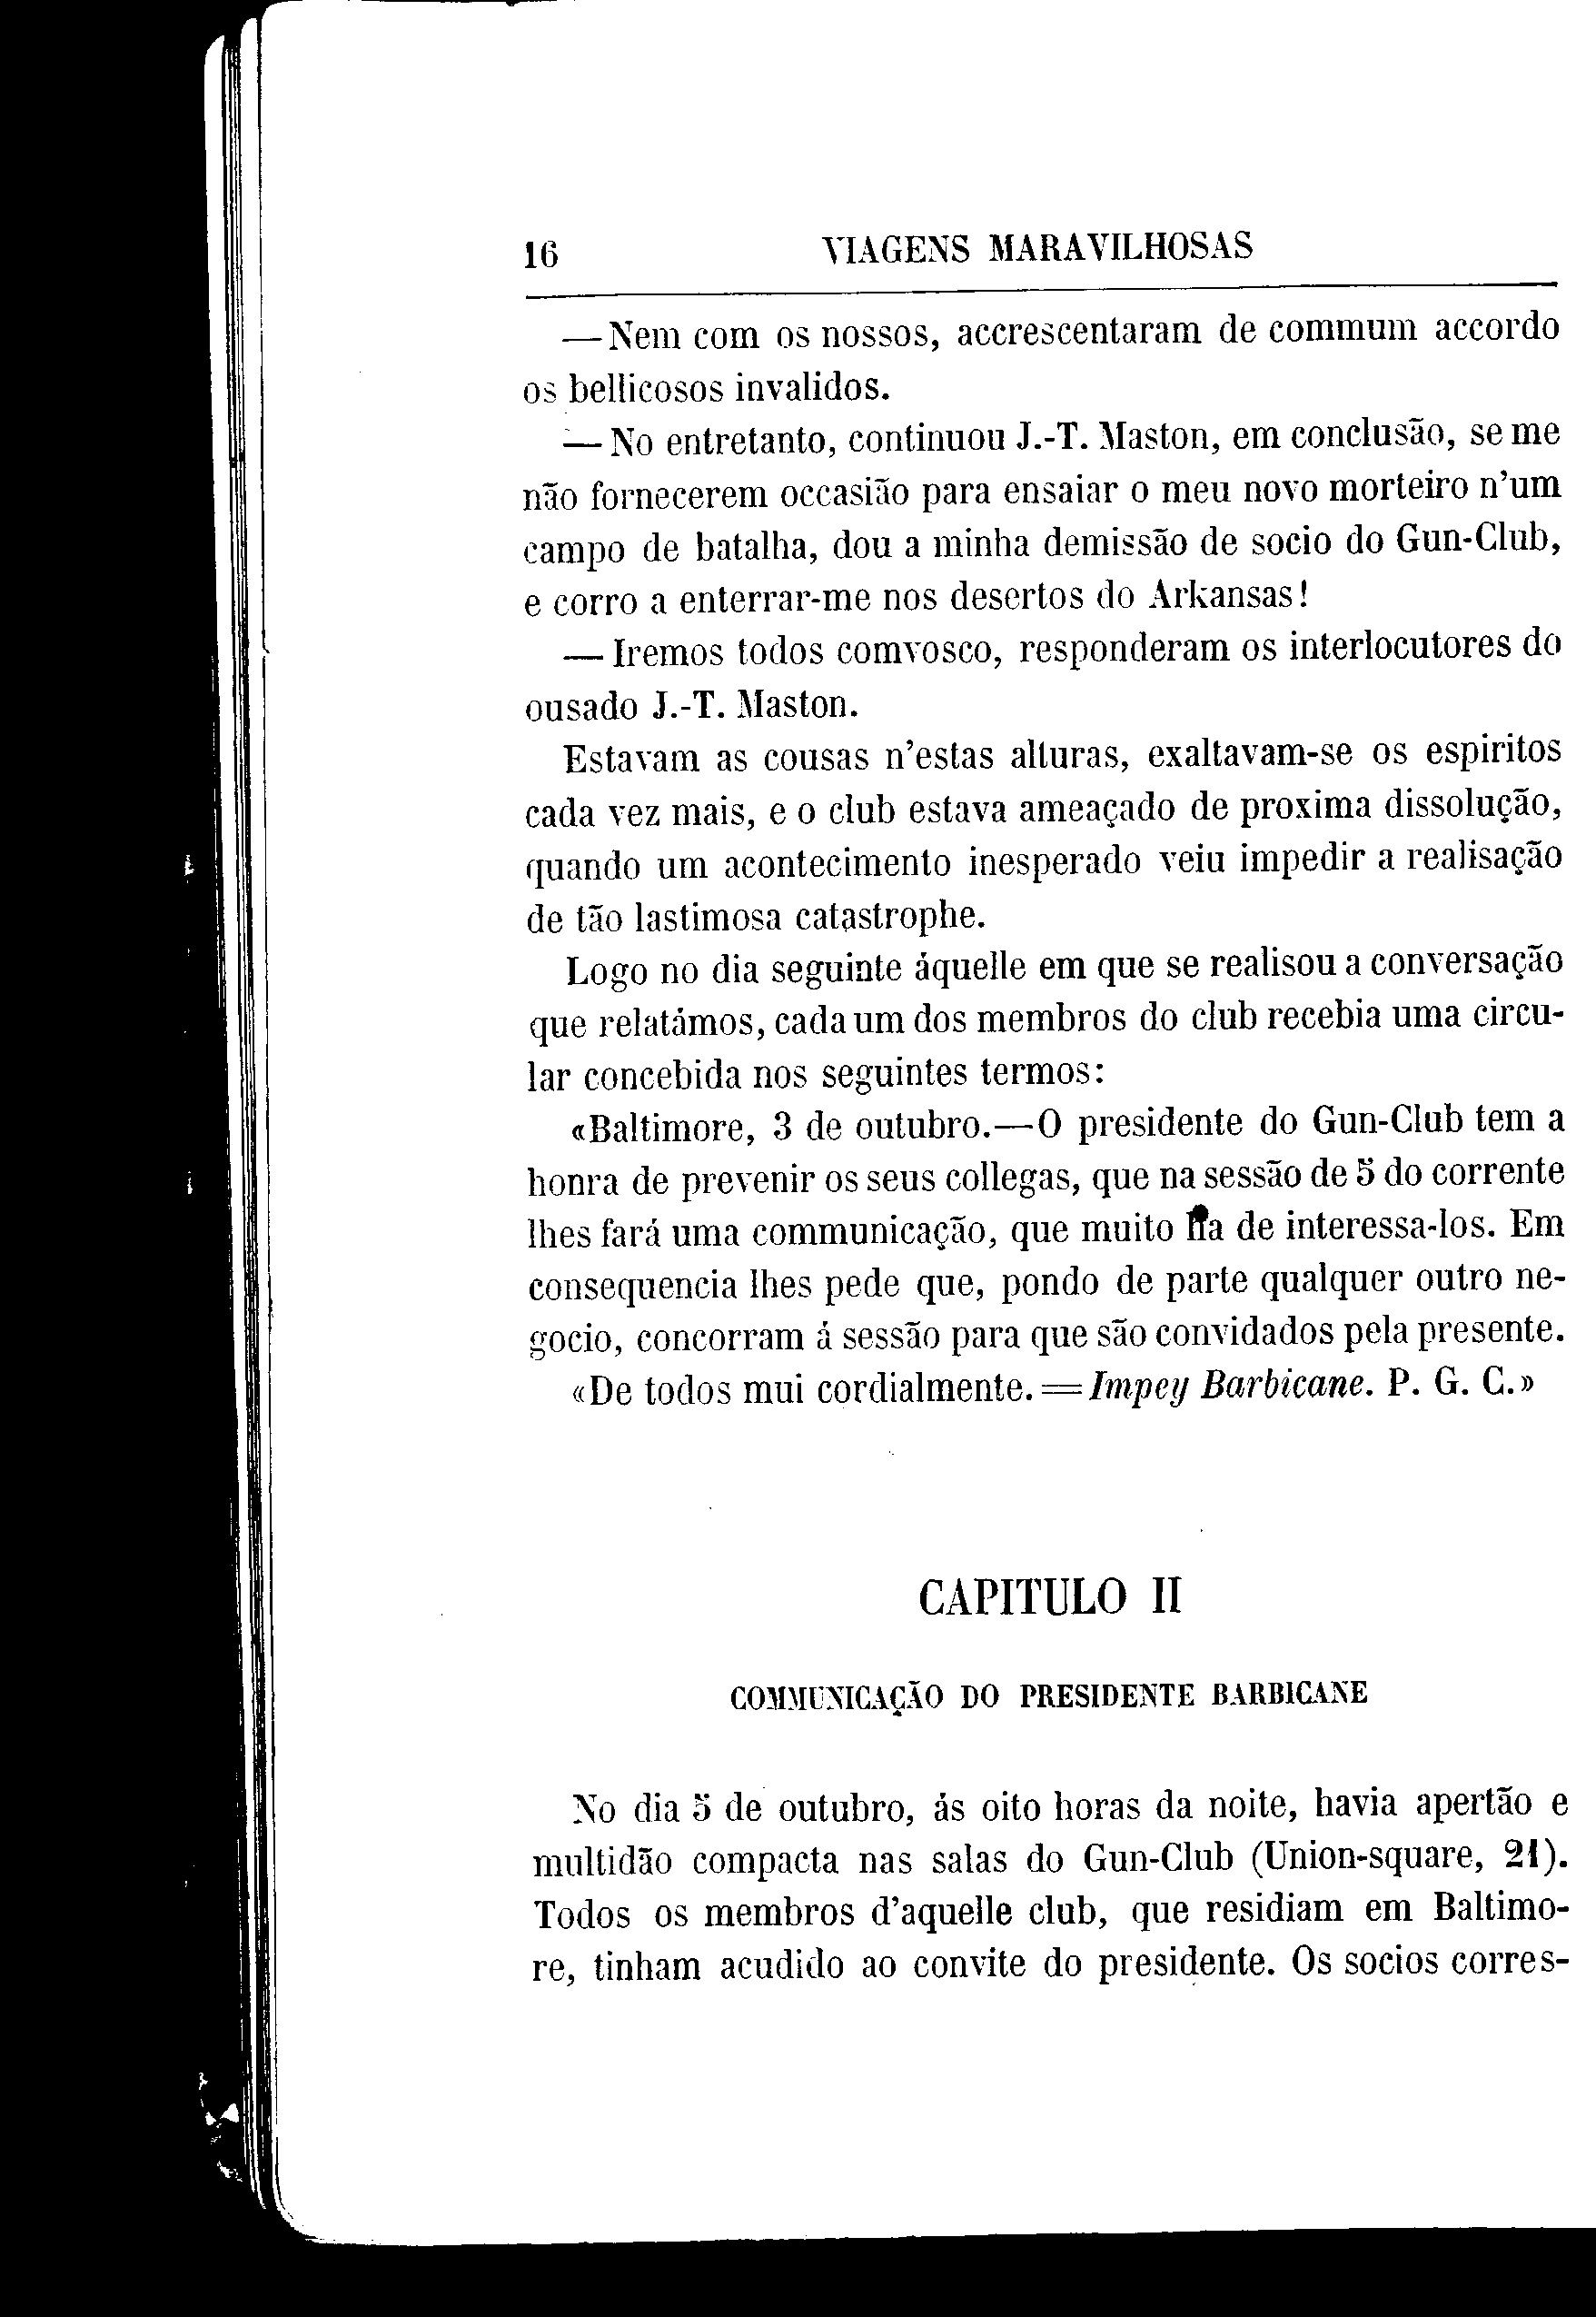 16 VIAGENS MARAVILHOSAS
—Nem com os nossos, accrescentaram de commum accordo
os bellicosos invalidos.
—No entretanto, continuou J.-T. Maston, em conclusão, se me
não fornecerem occasião para ensaiar o meu novo morteiro n'um
campo de batalha, dou a minha demissão de socio do Gun-Club,
e corro a enterrar-me nos desertos do Arkansas!
—Iremos todos comvosco, responderam os interlocutores do
ousado J.-T. Maston.
Estavam as cousas n'estas alturas, exaltavam-se os espiritos
cada vez mais, e o club estava ameaçado de proxima dissolução,
quando um acontecimento inesperado veiu impedir a realisação
de tão lastimosa catastrophe.
Logo no dia seguinte áquelle em que se realisou a conversação
que relatámos, cada um dos membros do club recebia uma circu-
lar concebida nos seguintes termos:
«Baltimore, 3 de outubro.—O presidente do Gun-Club tem a
honra de prevenir os seus collegas, que na sessão de 5 do corrente
lhes fará uma communicação, que muito ha de interessa-los. Em
consequencia lhes pede que, pondo de parte qualquer outro ne-
gocio, concorram á sessão para que são convidados pela presente.
«De todos mui cordialmente.=Impey Barbicane. P. G. C.»
CAPITULO II
COMMUNICAÇÃO DO PRESIDENTE BARBICANE
No dia 5 de outubro, ás oito horas da noite, havia apertão e
multidão compacta nas salas do Gun-Club (Union-square, 21).
Todos os membros d'aquelle club, que residiam em Baltimo-
re, tinham acudido ao convite do presidente. Os socios corres-